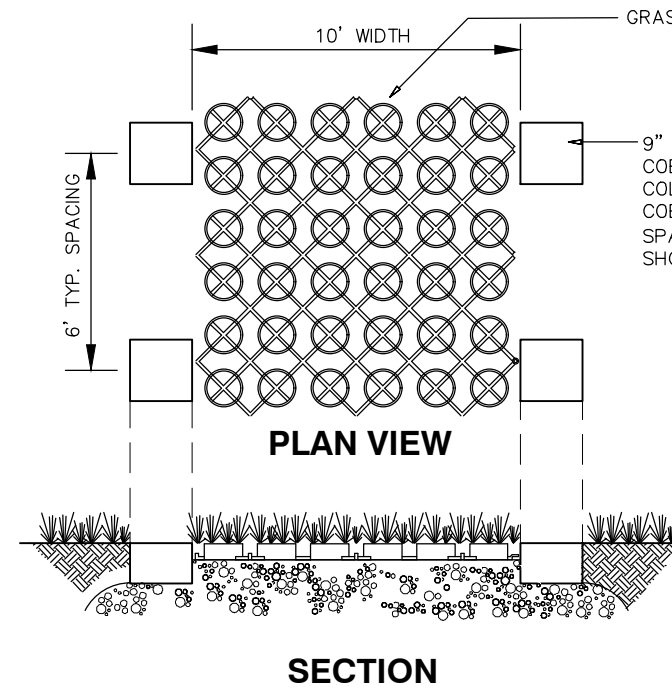 GRAS
10' WIDTH
9"
COB
COL
COB
SPA
SHO
6' TYP. SPACING
PLAN VIEW
SECTION